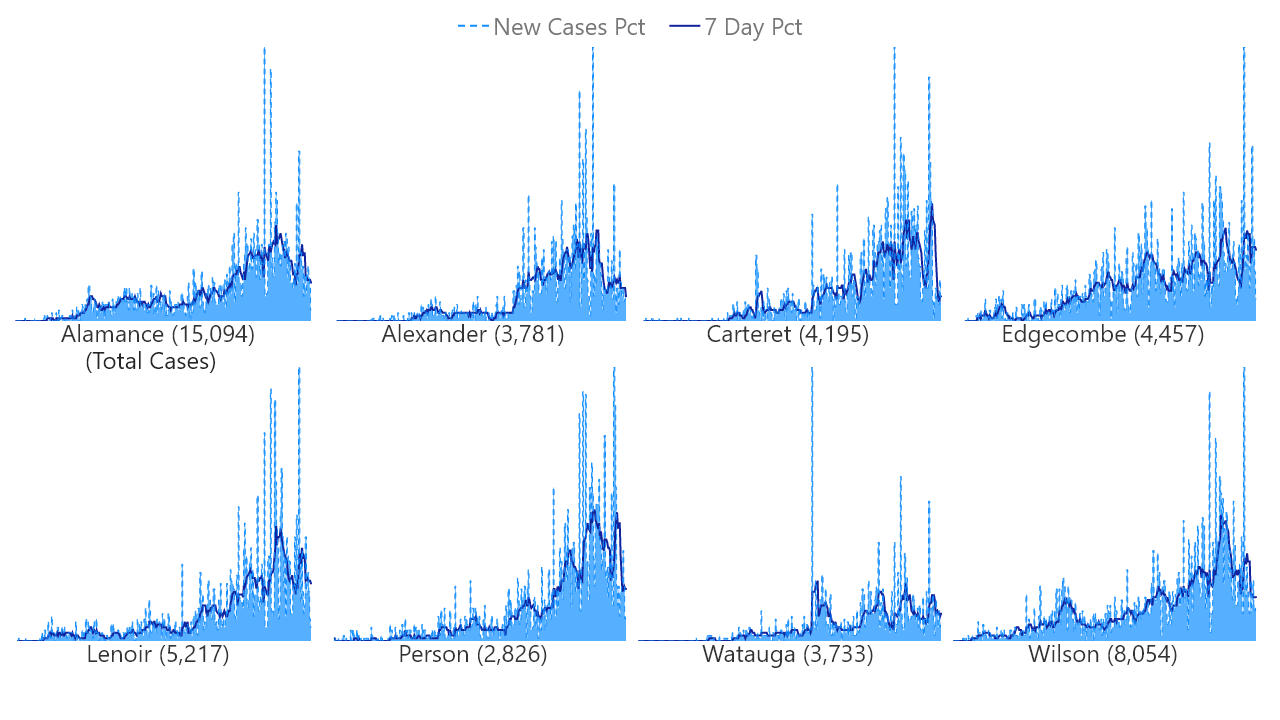 New Cases Pct 7 Day Pct
Alamance (15,094) Alexander (3,781) Carteret (4,195) Edgecombe (4,457)
(Total Cases)
Lenoir (5,217) Person (2,826) Watauga (3,733) Wilson (8,054)